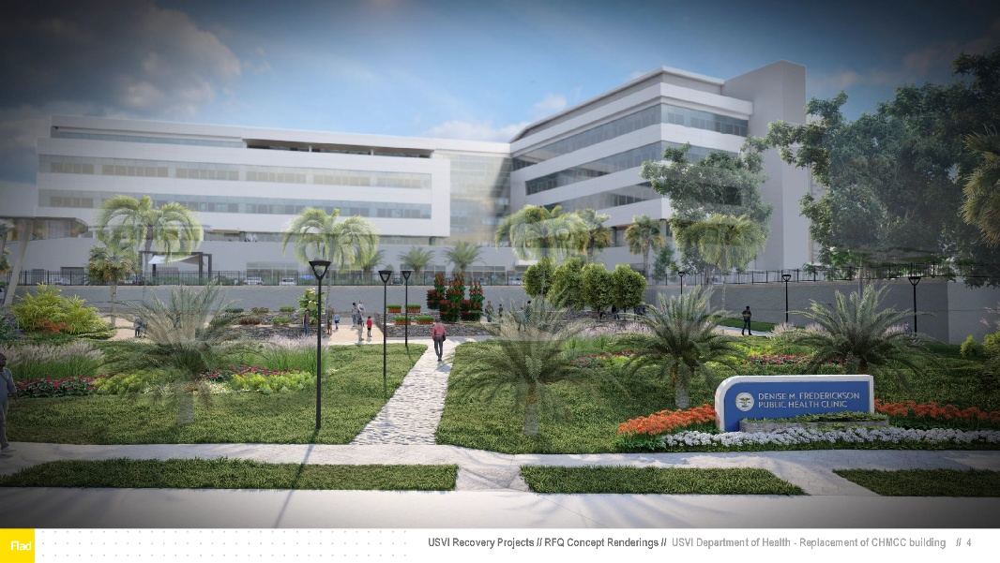 DENISE M. FREDERICKSON
PUBLIC HEALTH CLINIC
Flad
USVI Recovery Projects // RFQ Concept Renderings // USVI Department of Health - Replacement of CHMCC building // 4